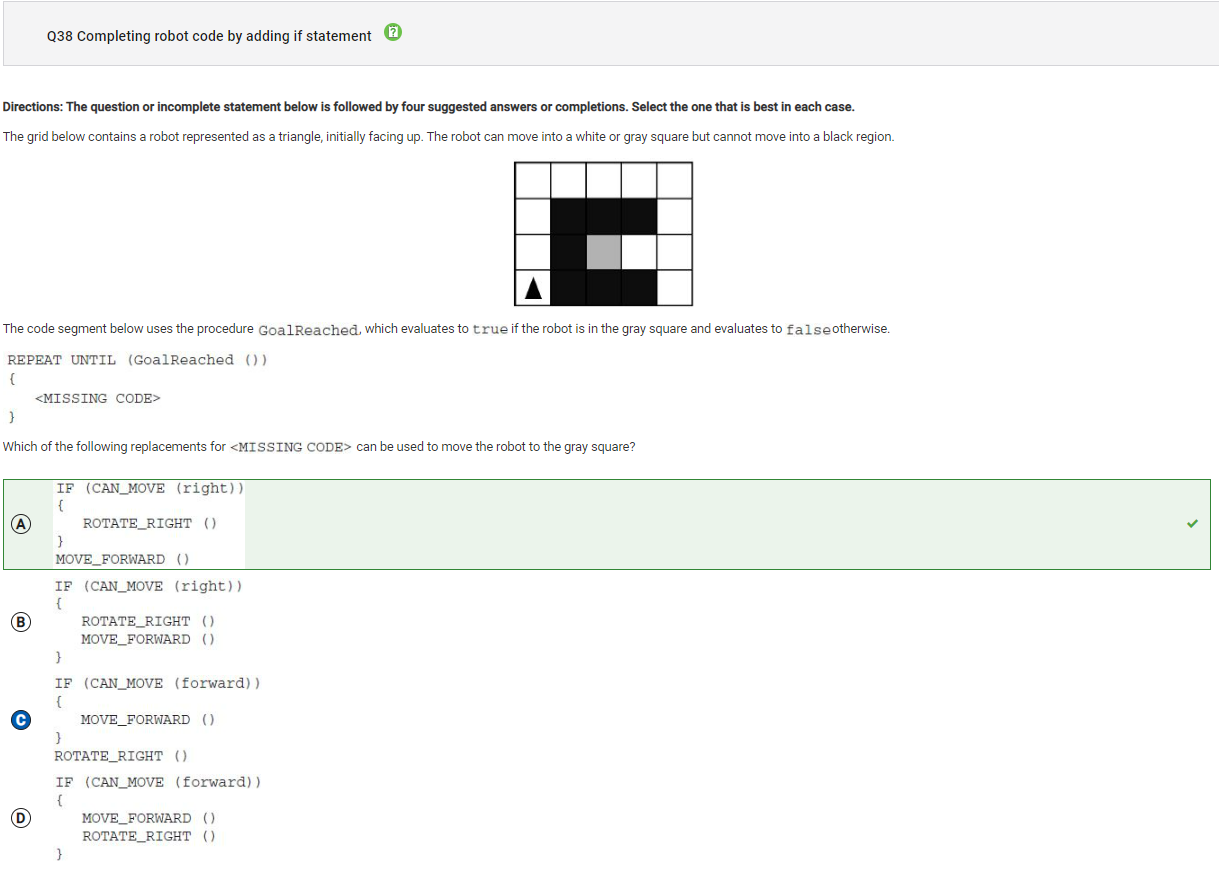 Q38 Completing robot code by adding if statement ?
Directions: The question or incomplete statement below is followed by four suggested answers or completions. Select the one that is best in each case.
The grid below contains a robot represented as a triangle, initially facing up. The robot can move into a white or gray square but cannot move into a black region.
The code segment below uses the procedure GoalReached, which evaluates to true if the robot is in the gray square and evaluates to false otherwise.
REPEAT UNTIL (GoalReached ())
{
<MISSING CODE>
}
Which of the following replacements for <MISSING CODE> can be used to move the robot to the gray square?
A
IF (CAN_MOVE (right))
{
ROTATE_RIGHT ()
}
MOVE_FORWARD ()
B
IF (CAN_MOVE (right))
{
ROTATE_RIGHT ()
MOVE_FORWARD ()
}
C
IF (CAN_MOVE (forward))
{
MOVE_FORWARD ()
}
ROTATE_RIGHT ()
D
IF (CAN_MOVE (forward))
{
MOVE_FORWARD ()
ROTATE_RIGHT ()
}